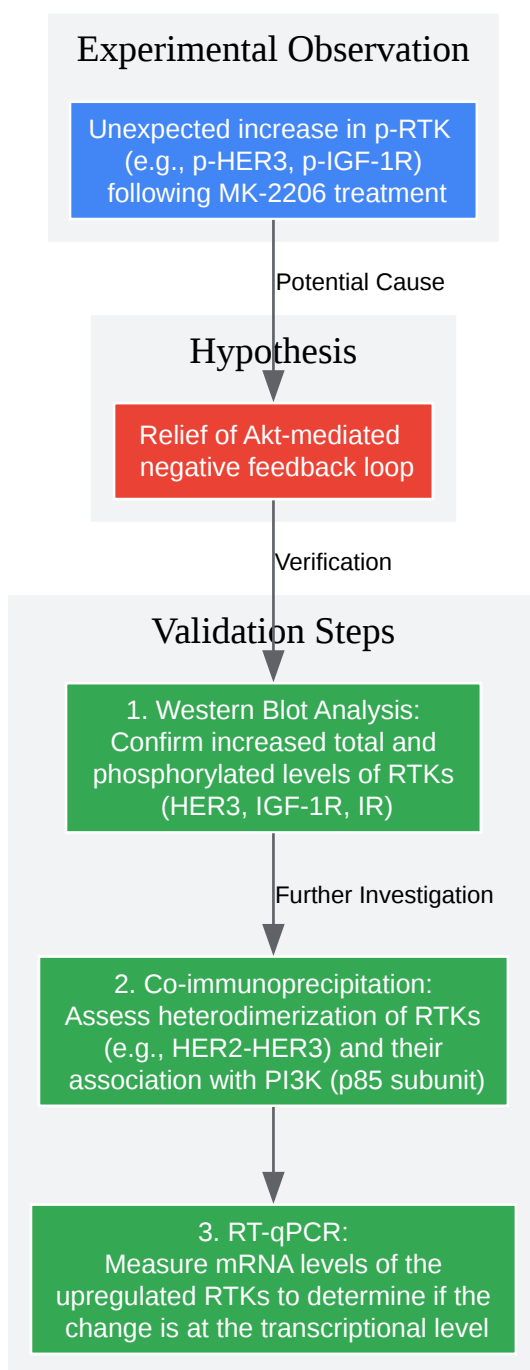 Experimental Observation
Unexpected increase in p-RTK
(e.g., p-HER3, p-IGF-1R)
following MK-2206 treatment
Potential Cause
Hypothesis
Relief of Akt-mediated
negative feedback loop
Verification
Validation Steps
1. Western Blot Analysis:
Confirm increased total and
phosphorylated levels of RTKs
(HER3, IGF-1R, IR)
Further Investigation
2. Co-immunoprecipitation:
Assess heterodimerization of RTKs
(e.g., HER2-HER3) and their
association with PI3K (p85 subunit)
3. RT-qPCR:
Measure mRNA levels of the
upregulated RTKs to determine if the
change is at the transcriptional level